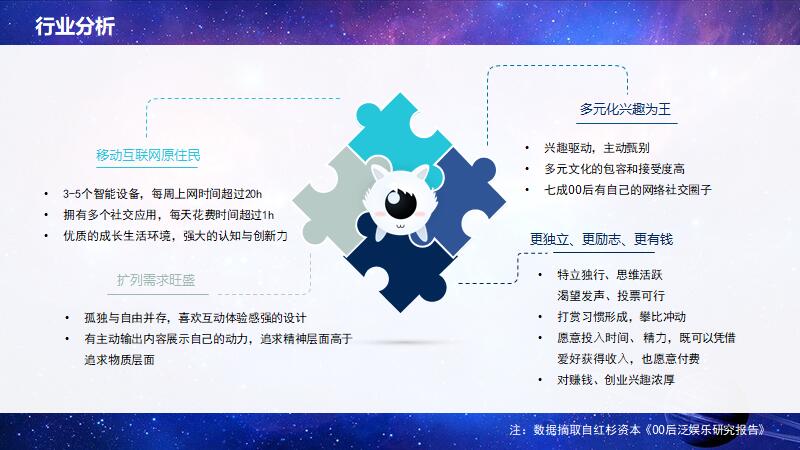 行业分析
移动互联网原住民
• 3-5个智能设备，每周上网时间超过20h
• 拥有多个社交应用，每天花费时间超过1h
• 优质的成长生活环境，强大的认知与创新力
扩列需求旺盛
• 孤独与自由并存，喜欢互动体验感强的设计
• 有主动输出内容展示自己的动力，追求精神层面高于
追求物质层面
多元化兴趣为王
• 兴趣驱动，主动甄别
• 多元文化的包容和接受度高
• 七成00后有自己的网络社交圈子
更独立、更励志、更有钱
• 特立独行、思维活跃
渴望发声、投票可行
• 打赏习惯形成，攀比冲动
• 愿意投入时间、精力，既可以凭借
爱好获得收入，也愿意付费
• 对赚钱、创业兴趣浓厚
注：数据摘取自红杉资本《00后泛娱乐研究报告》